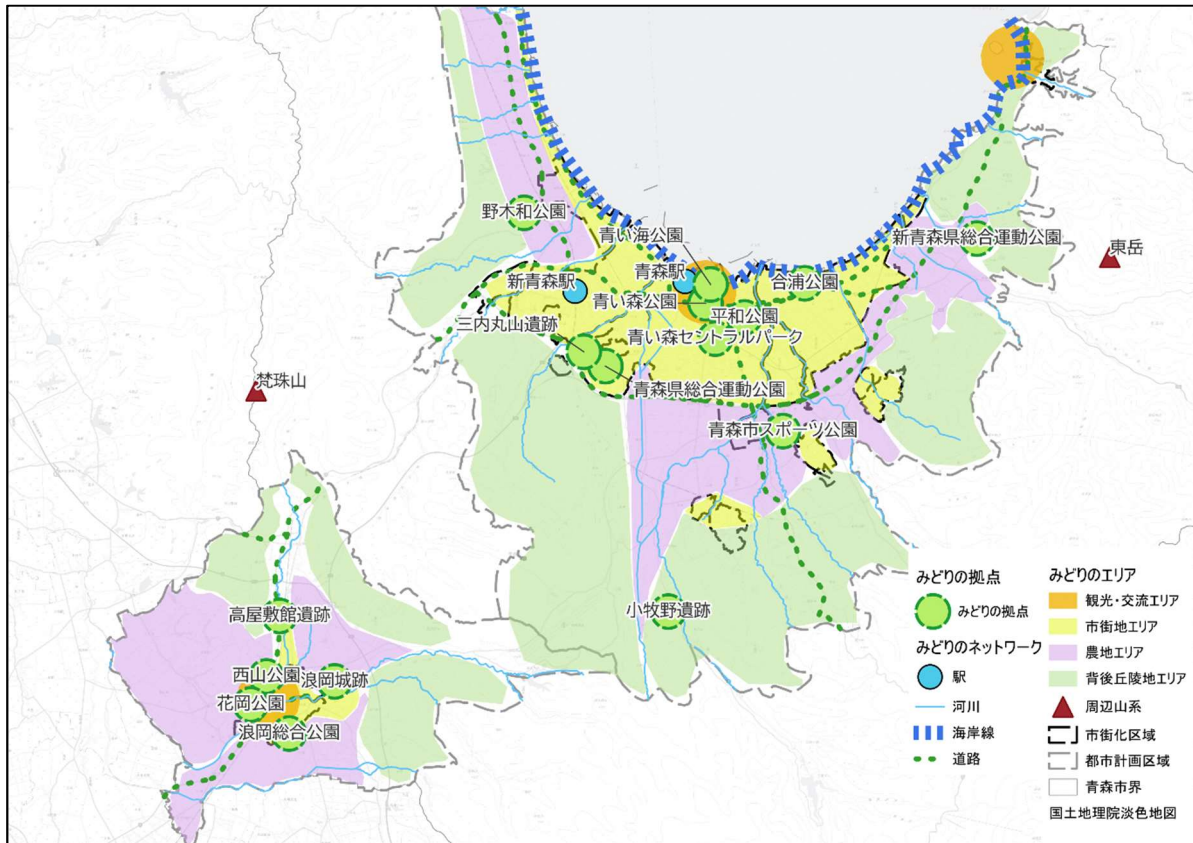 野木和公園
青い海公園
新青森県総合運動公園
東岳
青森駅
新青森駅
合浦公園
青い森公園
平和公園
三内丸山遺跡
青い森セントラルパーク
梵珠山
青森県総合運動公園
青森市スポーツ公園
小牧野遺跡
高屋敷館遺跡
西山公園
浪岡城跡
花岡公園
浪岡総合公園
みどりの拠点
みどりの拠点
みどりのネットワーク
駅
河川
海岸線
道路
みどりのエリア
観光・交流エリア
市街地エリア
農地エリア
背後丘陵地エリア
周辺山系
市街化区域
都市計画区域
青森市界
国土地理院淡色地図